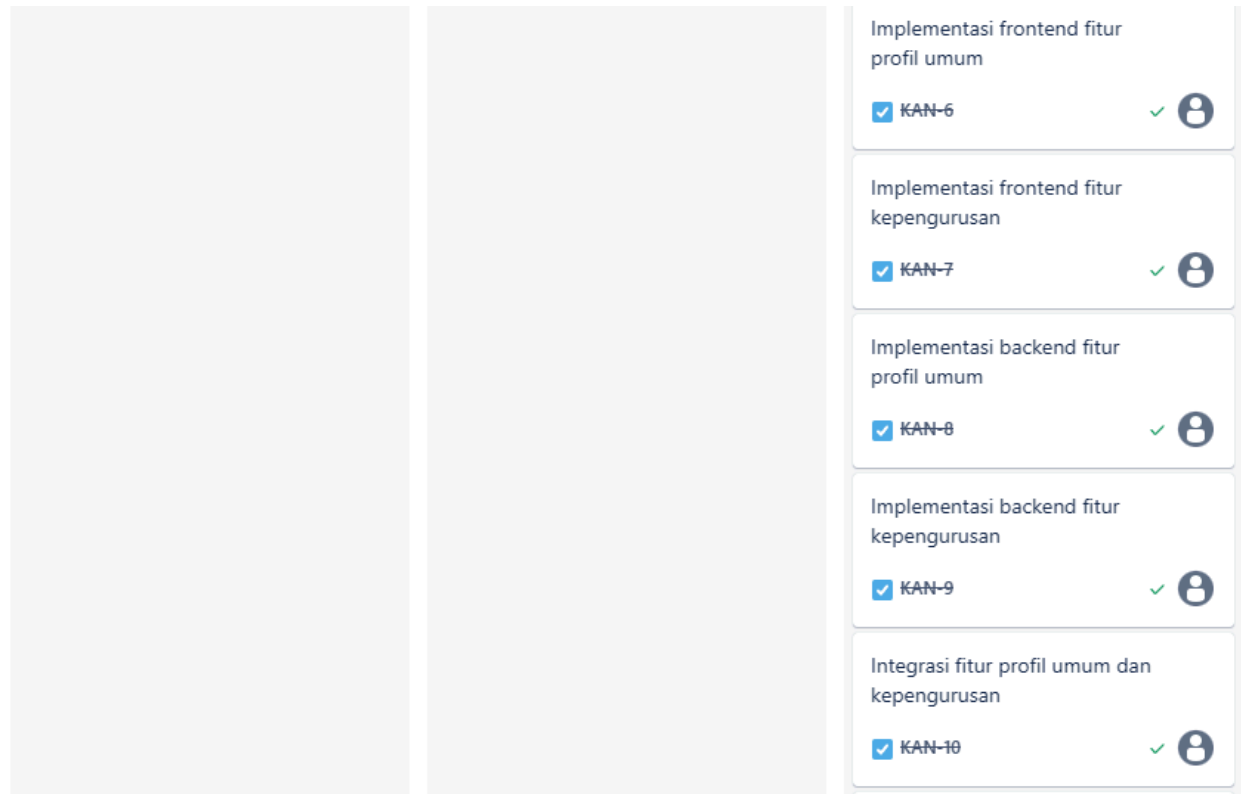 Implementasi frontend fitur
profil umum
KAN-6
Implementasi frontend fitur
kepengurusan
KAN-7
Implementasi backend fitur
profil umum
KAN-8
Implementasi backend fitur
kepengurusan
KAN-9
Integrasi fitur profil umum dan
kepengurusan
KAN-10